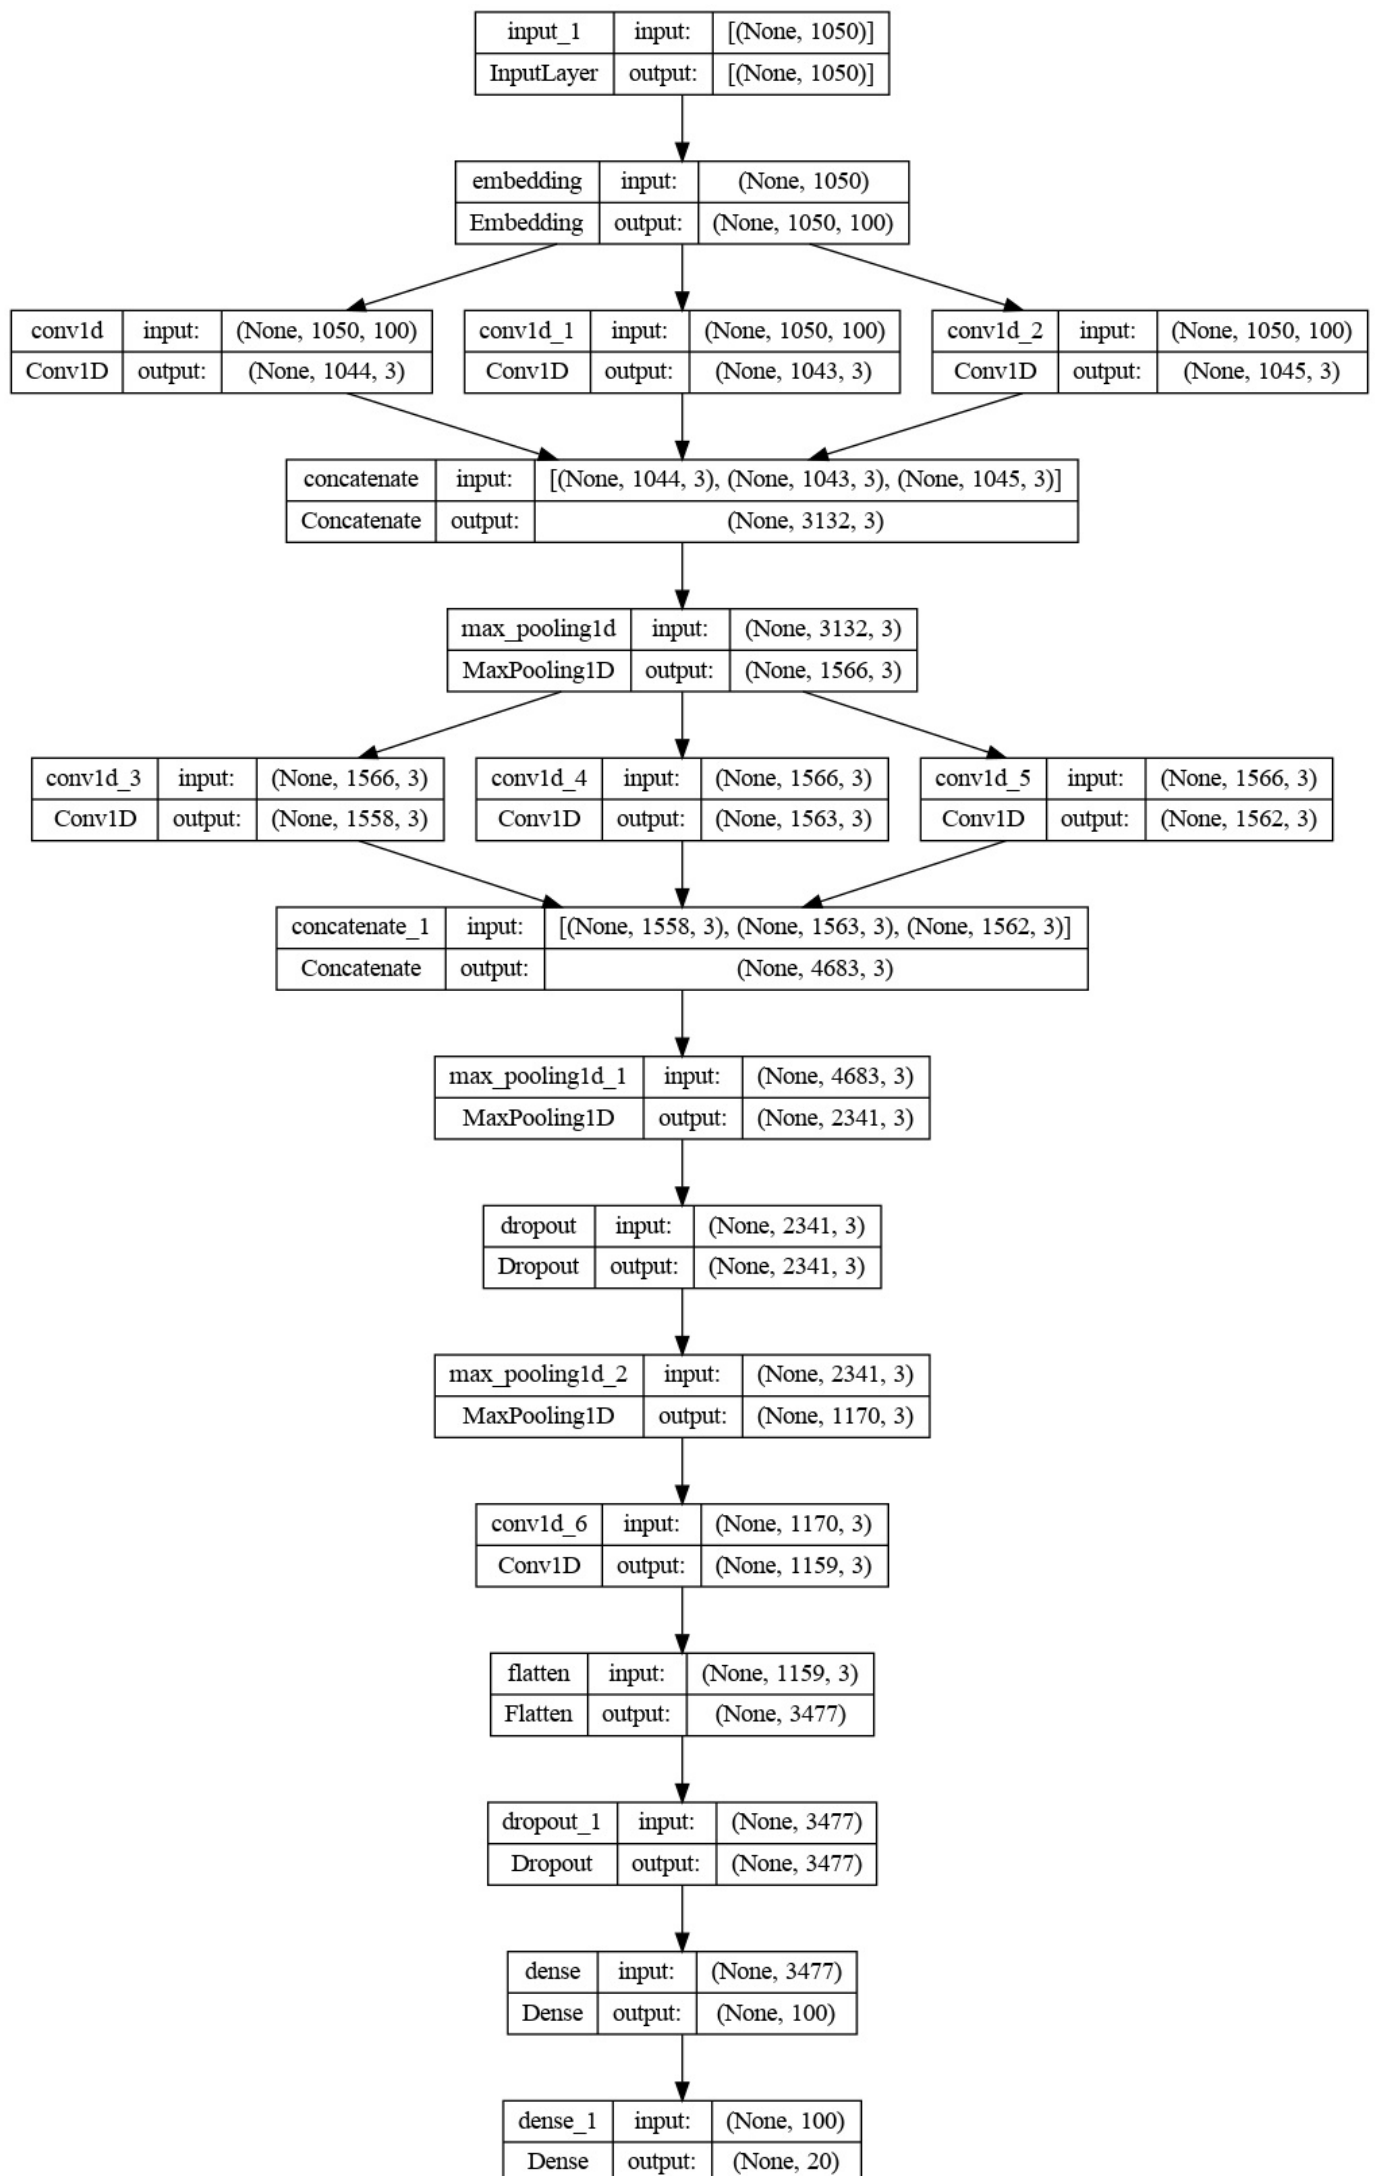 input_1 input: [(None, 1050)]
InputLayer output: [(None, 1050)]
embedding input: (None, 1050)
Embedding output: (None, 1050, 100)
conv1d input: (None, 1050, 100) conv1d_1 input: (None, 1050, 100) conv1d_2 input: (None, 1050, 100)
Conv1D output: (None, 1044, 3) Conv1D output: (None, 1043, 3) Conv1D output: (None, 1045, 3)
concatenate input: [(None, 1044, 3), (None, 1043, 3), (None, 1045, 3)]
Concatenate output: (None, 3132, 3)
max_pooling1d input: (None, 3132, 3)
MaxPooling1D output: (None, 1566, 3)
conv1d_3 input: (None, 1566, 3) conv1d_4 input: (None, 1566, 3) conv1d_5 input: (None, 1566, 3)
Conv1D output: (None, 1558, 3) Conv1D output: (None, 1563, 3) Conv1D output: (None, 1562, 3)
concatenate_1 input: [(None, 1558, 3), (None, 1563, 3), (None, 1562, 3)]
Concatenate output: (None, 4683, 3)
max_pooling1d_1 input: (None, 4683, 3)
MaxPooling1D output: (None, 2341, 3)
dropout input: (None, 2341, 3)
Dropout output: (None, 2341, 3)
max_pooling1d_2 input: (None, 2341, 3)
MaxPooling1D output: (None, 1170, 3)
conv1d_6 input: (None, 1170, 3)
Conv1D output: (None, 1159, 3)
flatten input: (None, 1159, 3)
Flatten output: (None, 3477)
dropout_1 input: (None, 3477)
Dropout output: (None, 3477)
dense input: (None, 3477)
Dense output: (None, 100)
dense_1 input: (None, 100)
Dense output: (None, 20)